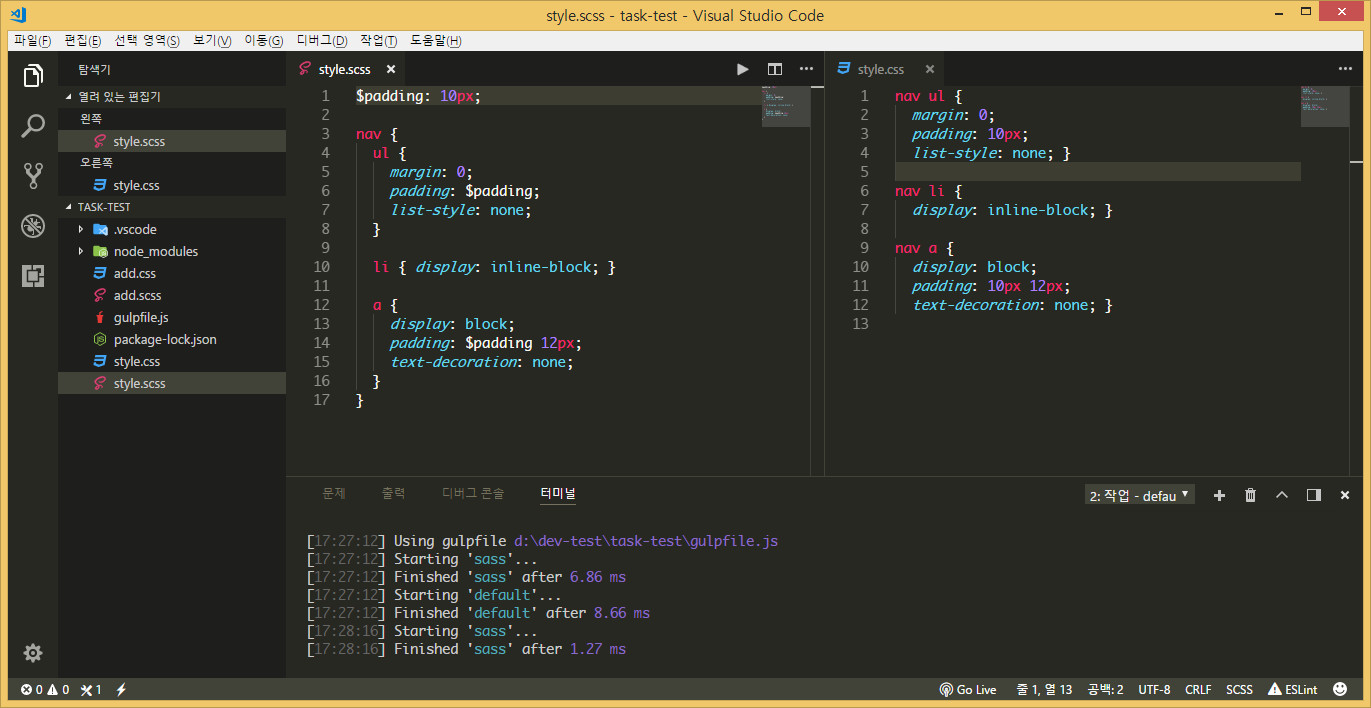 style.scss - task-test - Visual Studio Code
파일(F) 편집(E) 선택 영역(S) 보기(V) 이동(G) 디버그(D) 작업(T) 도움말(H)
탐색기
열려 있는 편집기
왼쪽
style.scss
오른쪽
style.css
TASK-TEST
.vscode
node_modules
add.css
add.scss
gulpfile.js
package-lock.json
style.css
style.scss
style.scss
1 $padding: 10px;
2
3 nav {
4 ul {
5 margin: 0;
6 padding: $padding;
7 list-style: none;
8 }
9
10 li { display: inline-block; }
11
12 a {
13 display: block;
14 padding: $padding 12px;
15 text-decoration: none;
16 }
17 }
style.css
1 nav ul {
2 margin: 0;
3 padding: 10px;
4 list-style: none; }
5
6 nav li {
7 display: inline-block; }
8
9 nav a {
10 display: block;
11 padding: 10px 12px;
12 text-decoration: none; }
13
문제 출력 디버그 콘솔 터미널 2: 작업 - defau
[17:27:12] Using gulpfile d:\dev-test\task-test\gulpfile.js
[17:27:12] Starting 'sass'...
[17:27:12] Finished 'sass' after 6.86 ms
[17:27:12] Starting 'default'...
[17:27:12] Finished 'default' after 8.66 ms
[17:28:16] Starting 'sass'...
[17:28:16] Finished 'sass' after 1.27 ms
0 0 1 Go Live 줄 1, 열 13 공백: 2 UTF-8 CRLF SCSS ESLint